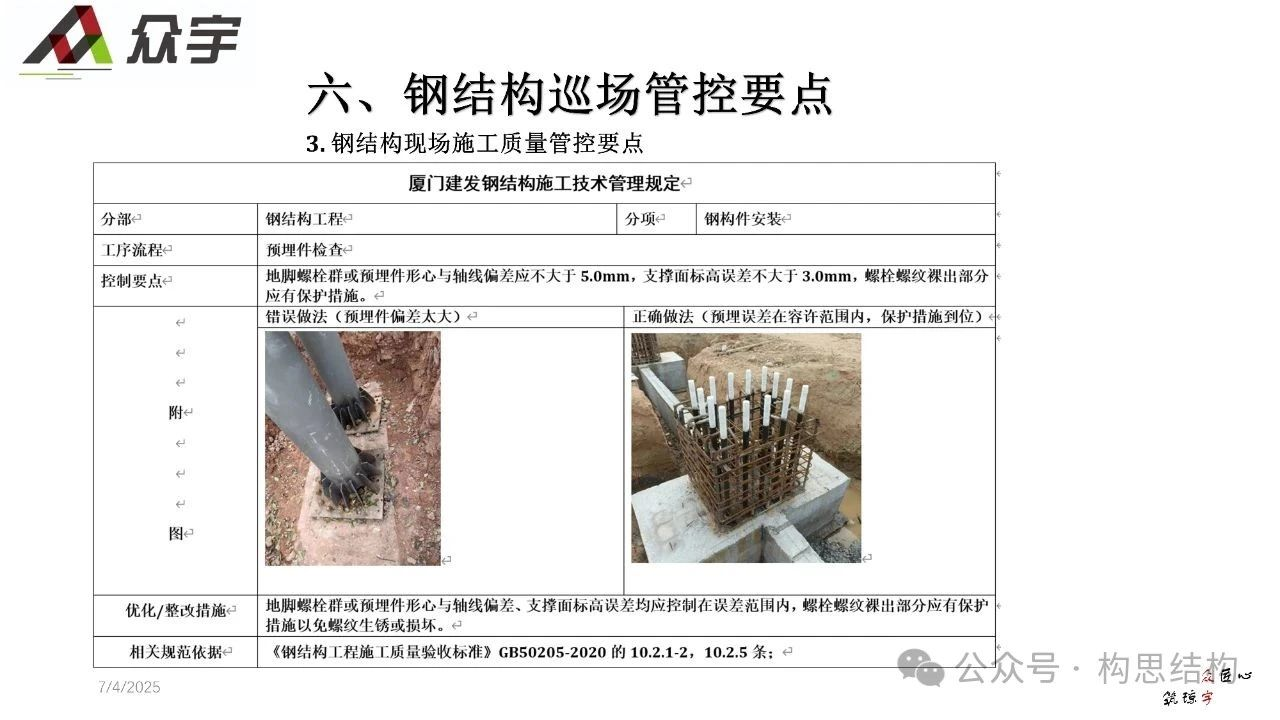 众宇
六、钢结构巡场管控要点
3. 钢结构现场施工质量管控要点
厦门建发钢结构施工技术管理规定
分部
钢结构工程
分项
钢构件安装
工序流程
预埋件检查
控制要点
地脚螺栓群或预埋件形心与轴线偏差应不大于 5.0mm，支撑面标高误差不大于 3.0mm，螺栓螺纹裸出部分
应有保护措施。
附
图
错误做法（预埋件偏差太大）
正确做法（预埋误差在容许范围内，保护措施到位）
优化/整改措施
地脚螺栓群或预埋件形心与轴线偏差、支撑面标高误差均应控制在误差范围内，螺栓螺纹裸出部分应有保护
措施以免螺纹生锈或损坏。
相关规范依据
《钢结构工程施工质量验收标准》GB50205-2020 的 10.2.1-2，10.2.5 条；
7/4/2025
公众号 · 构思结构
众匠心
筑琼宇